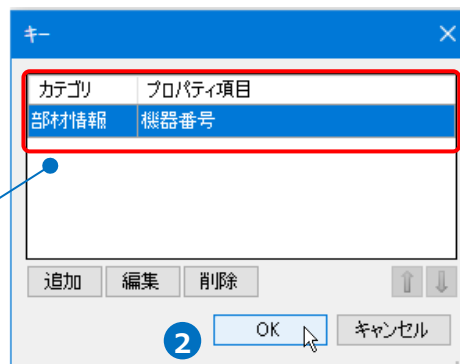 キー
カテゴリ プロパティ項目
部材情報 機器番号
追加 編集 削除
2 OK キャンセル